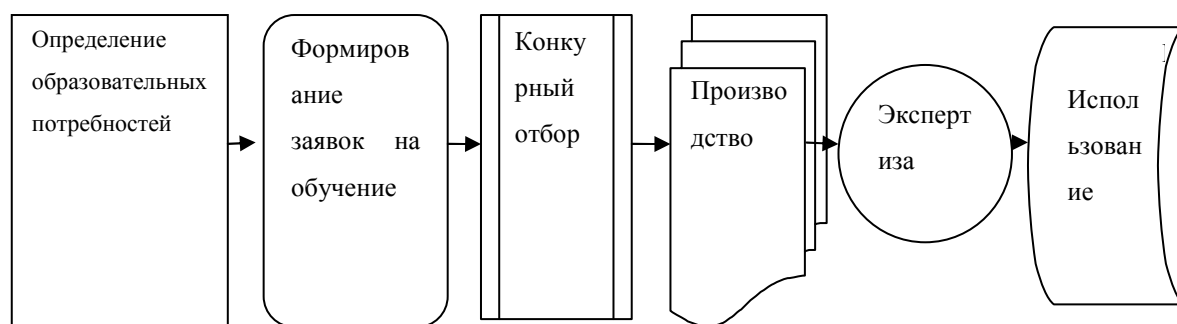 Определение
образовательных
потребностей
Формиров
ание
заявок на
обучение
Конку
рный
отбор
Произво
дство
Эксперт
иза
Испол
ьзован
ие